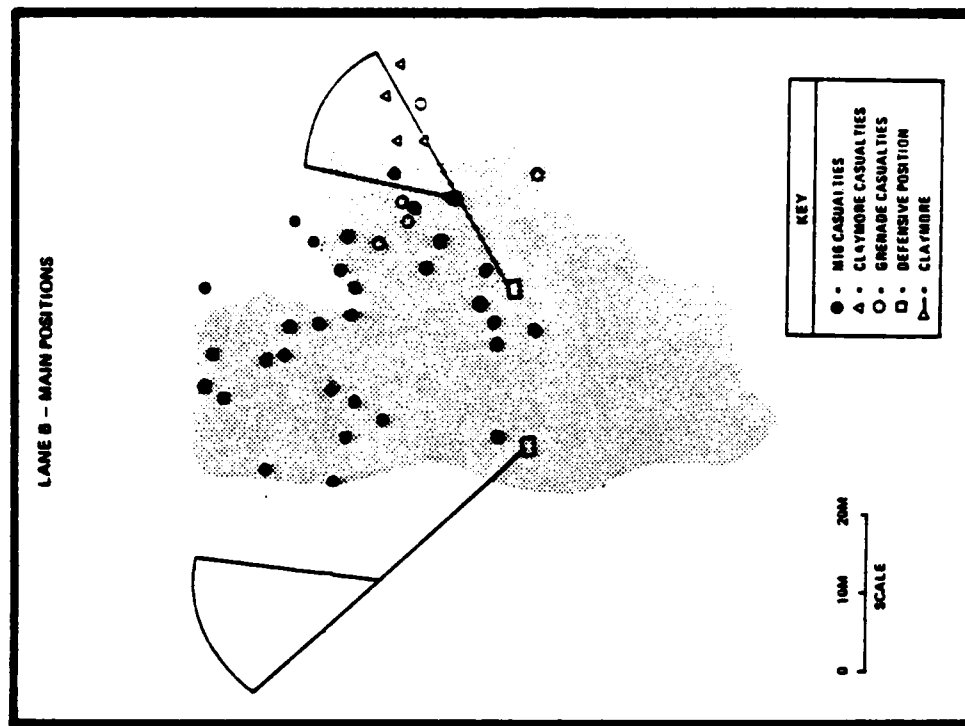 LANE B – MAIN POSITIONS
KEY
● • M16 CASUALTIES
△ • CLAYMORE CASUALTIES
○ • GRENADE CASUALTIES
□ • DEFENSIVE POSITION
▷— • CLAYMORE
0 10M 20M
SCALE